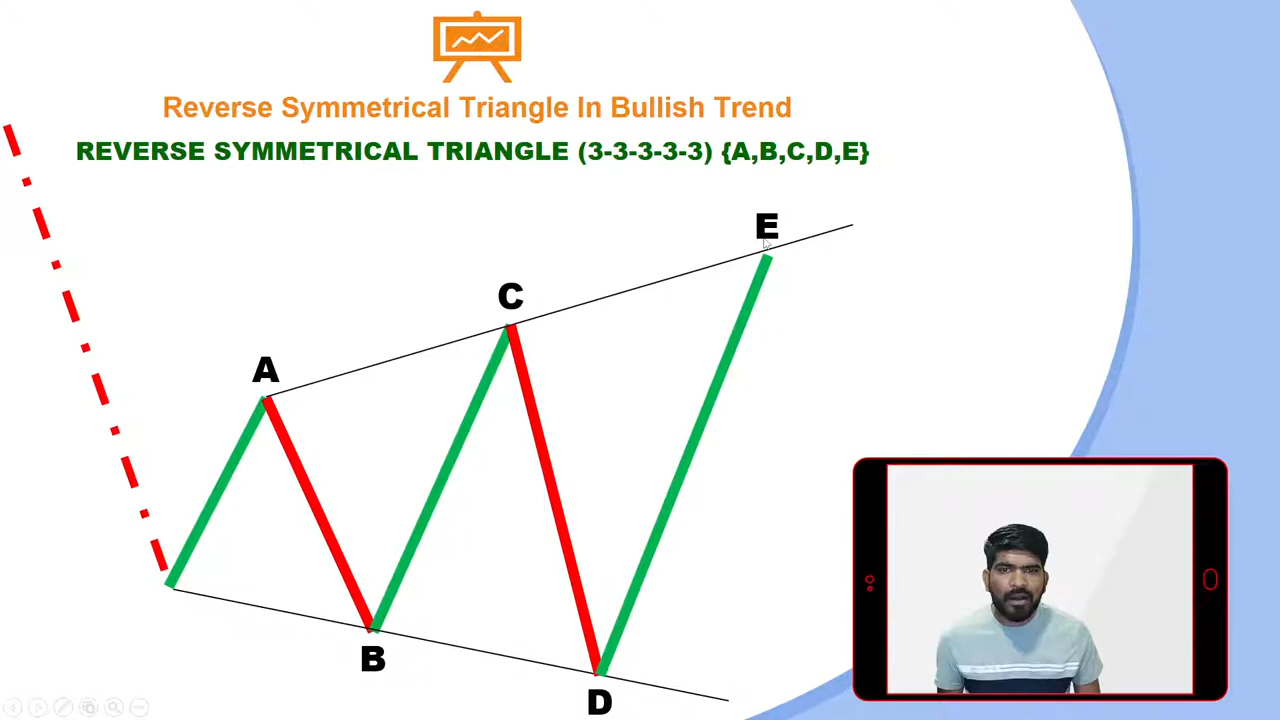 Reverse Symmetrical Triangle In Bullish Trend
REVERSE SYMMETRICAL TRIANGLE (3-3-3-3-3) {A,B,C,D,E}
E
C
A
B
D